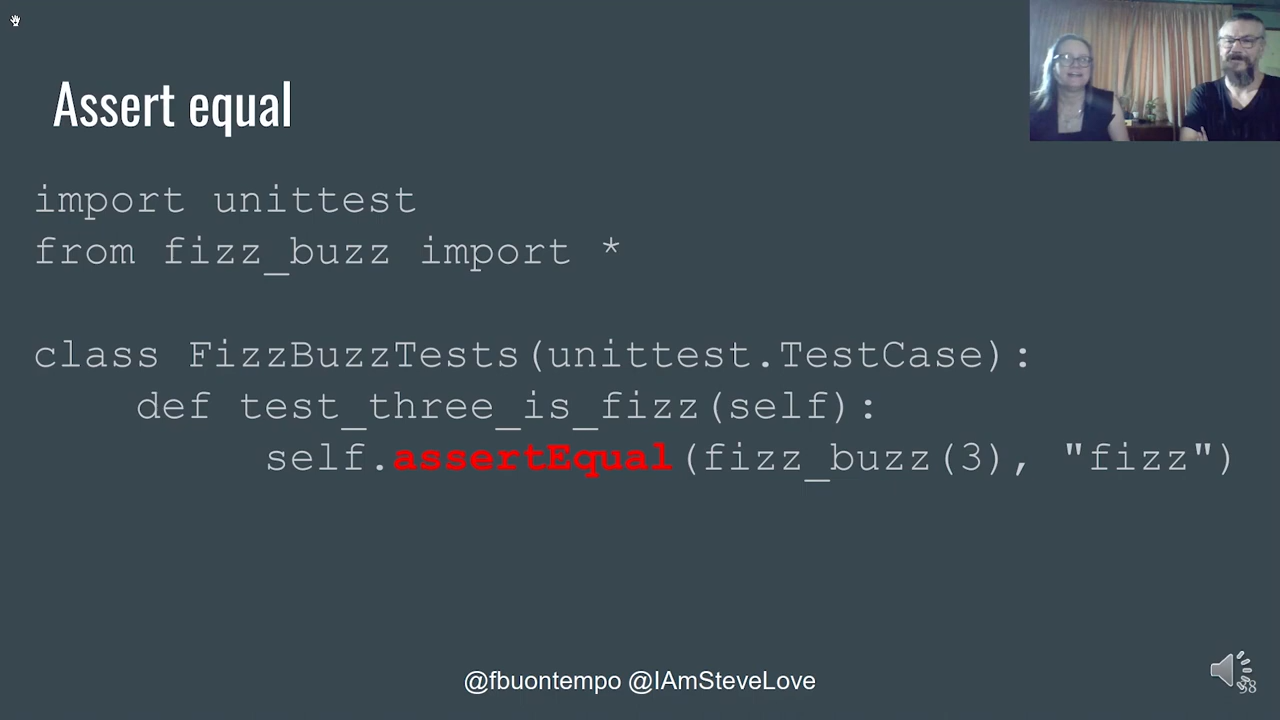 Assert equal
import unittest
from fizz_buzz import *
class FizzBuzzTests(unittest.TestCase):
def test_three_is_fizz(self):
self.assertEqual(fizz_buzz(3), "fizz")
@fbuontempo @IAmSteveLove